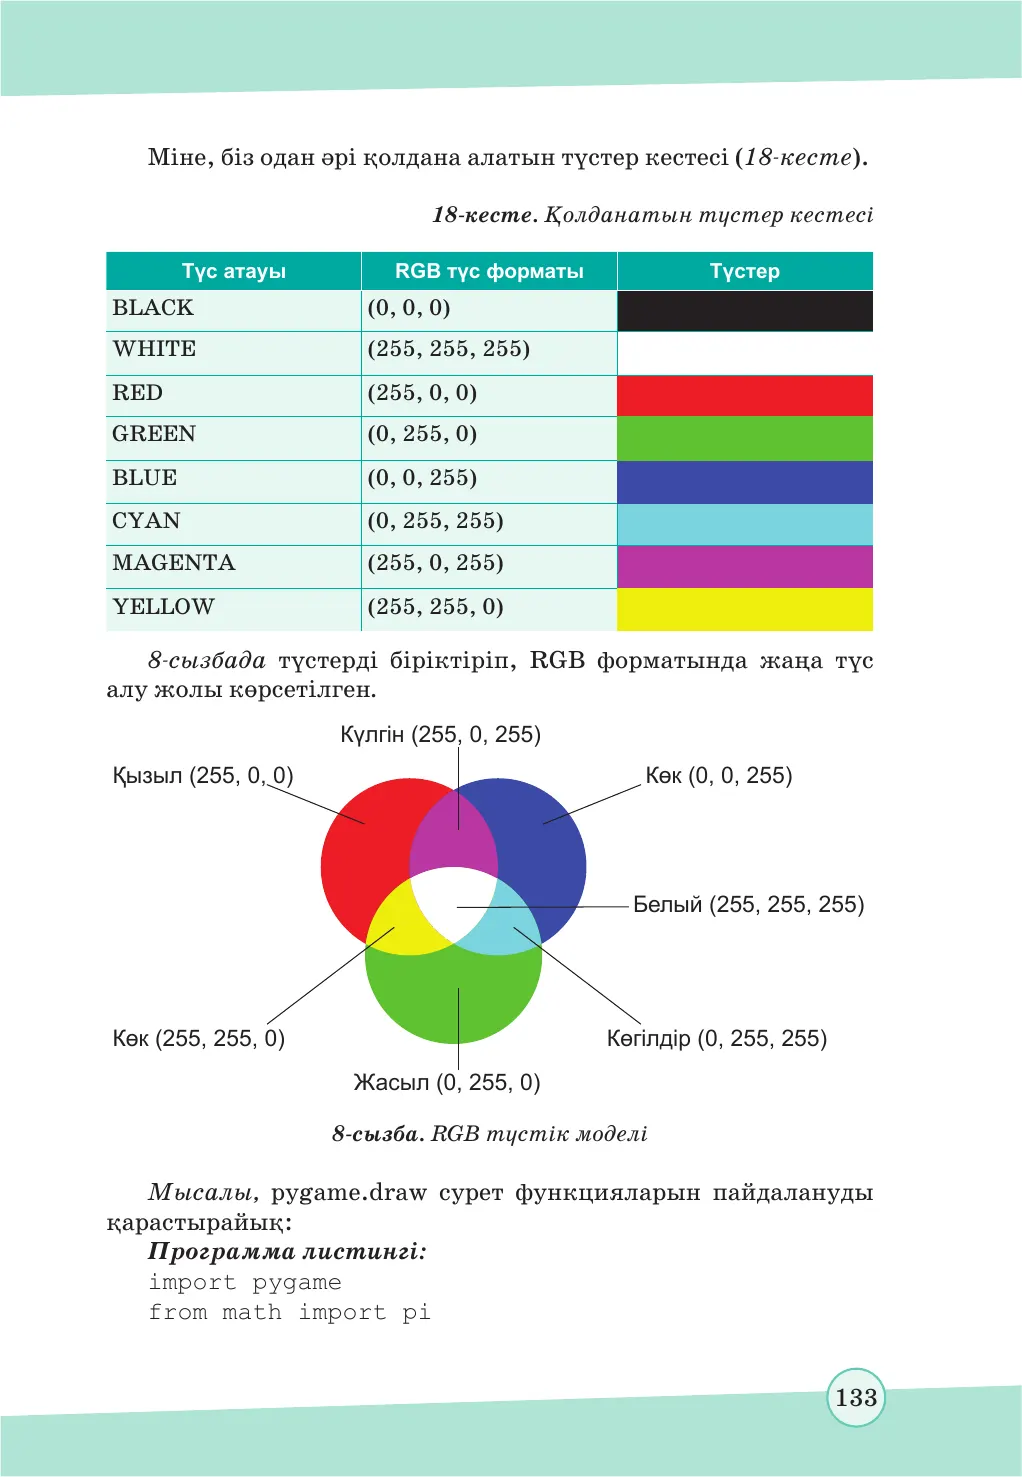 Міне, біз одан әрі қолдана алатын түстер кестесі (18-кесте).
18-кесте. Қолданатын түстер кестесі
Түс атауы RGB түс форматы Түстер
BLACK (0, 0, 0)
WHITE (255, 255, 255)
RED (255, 0, 0)
GREEN (0, 255, 0)
BLUE (0, 0, 255)
CYAN (0, 255, 255)
MAGENTA (255, 0, 255)
YELLOW (255, 255, 0)
8-сызбада түстерді біріктіріп, RGB форматында жаңа түс
алу жолы көрсетілген.
Күлгін (255, 0, 255)
Қызыл (255, 0, 0) Көк (0, 0, 255)
Белый (255, 255, 255)
Көк (255, 255, 0) Көгілдір (0, 255, 255)
Жасыл (0, 255, 0)
8-сызба. RGB түстік моделі
Мысалы, pygame.draw сурет функцияларын пайдалануды
қарастырайық:
Программа листингі:
import pygame
from math import pi
133